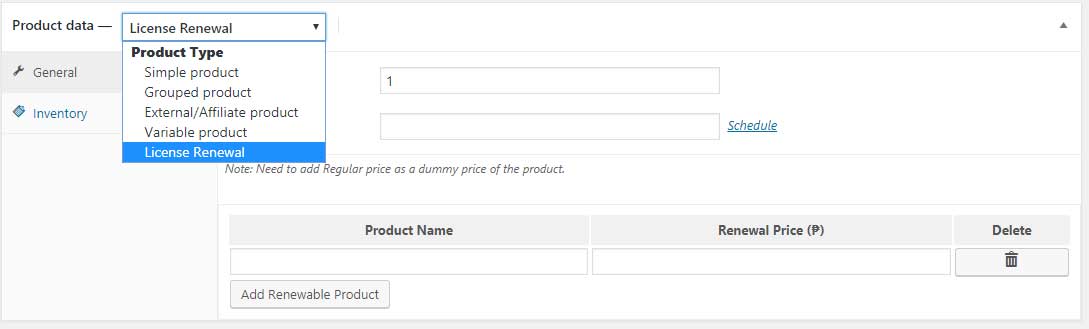 Product data —
License Renewal
Product Type
Simple product
Grouped product
External/Affiliate product
Variable product
License Renewal
General
Inventory
1
Schedule
Note: Need to add Regular price as a dummy price of the product.
Product Name Renewal Price (₱) Delete
Add Renewable Product